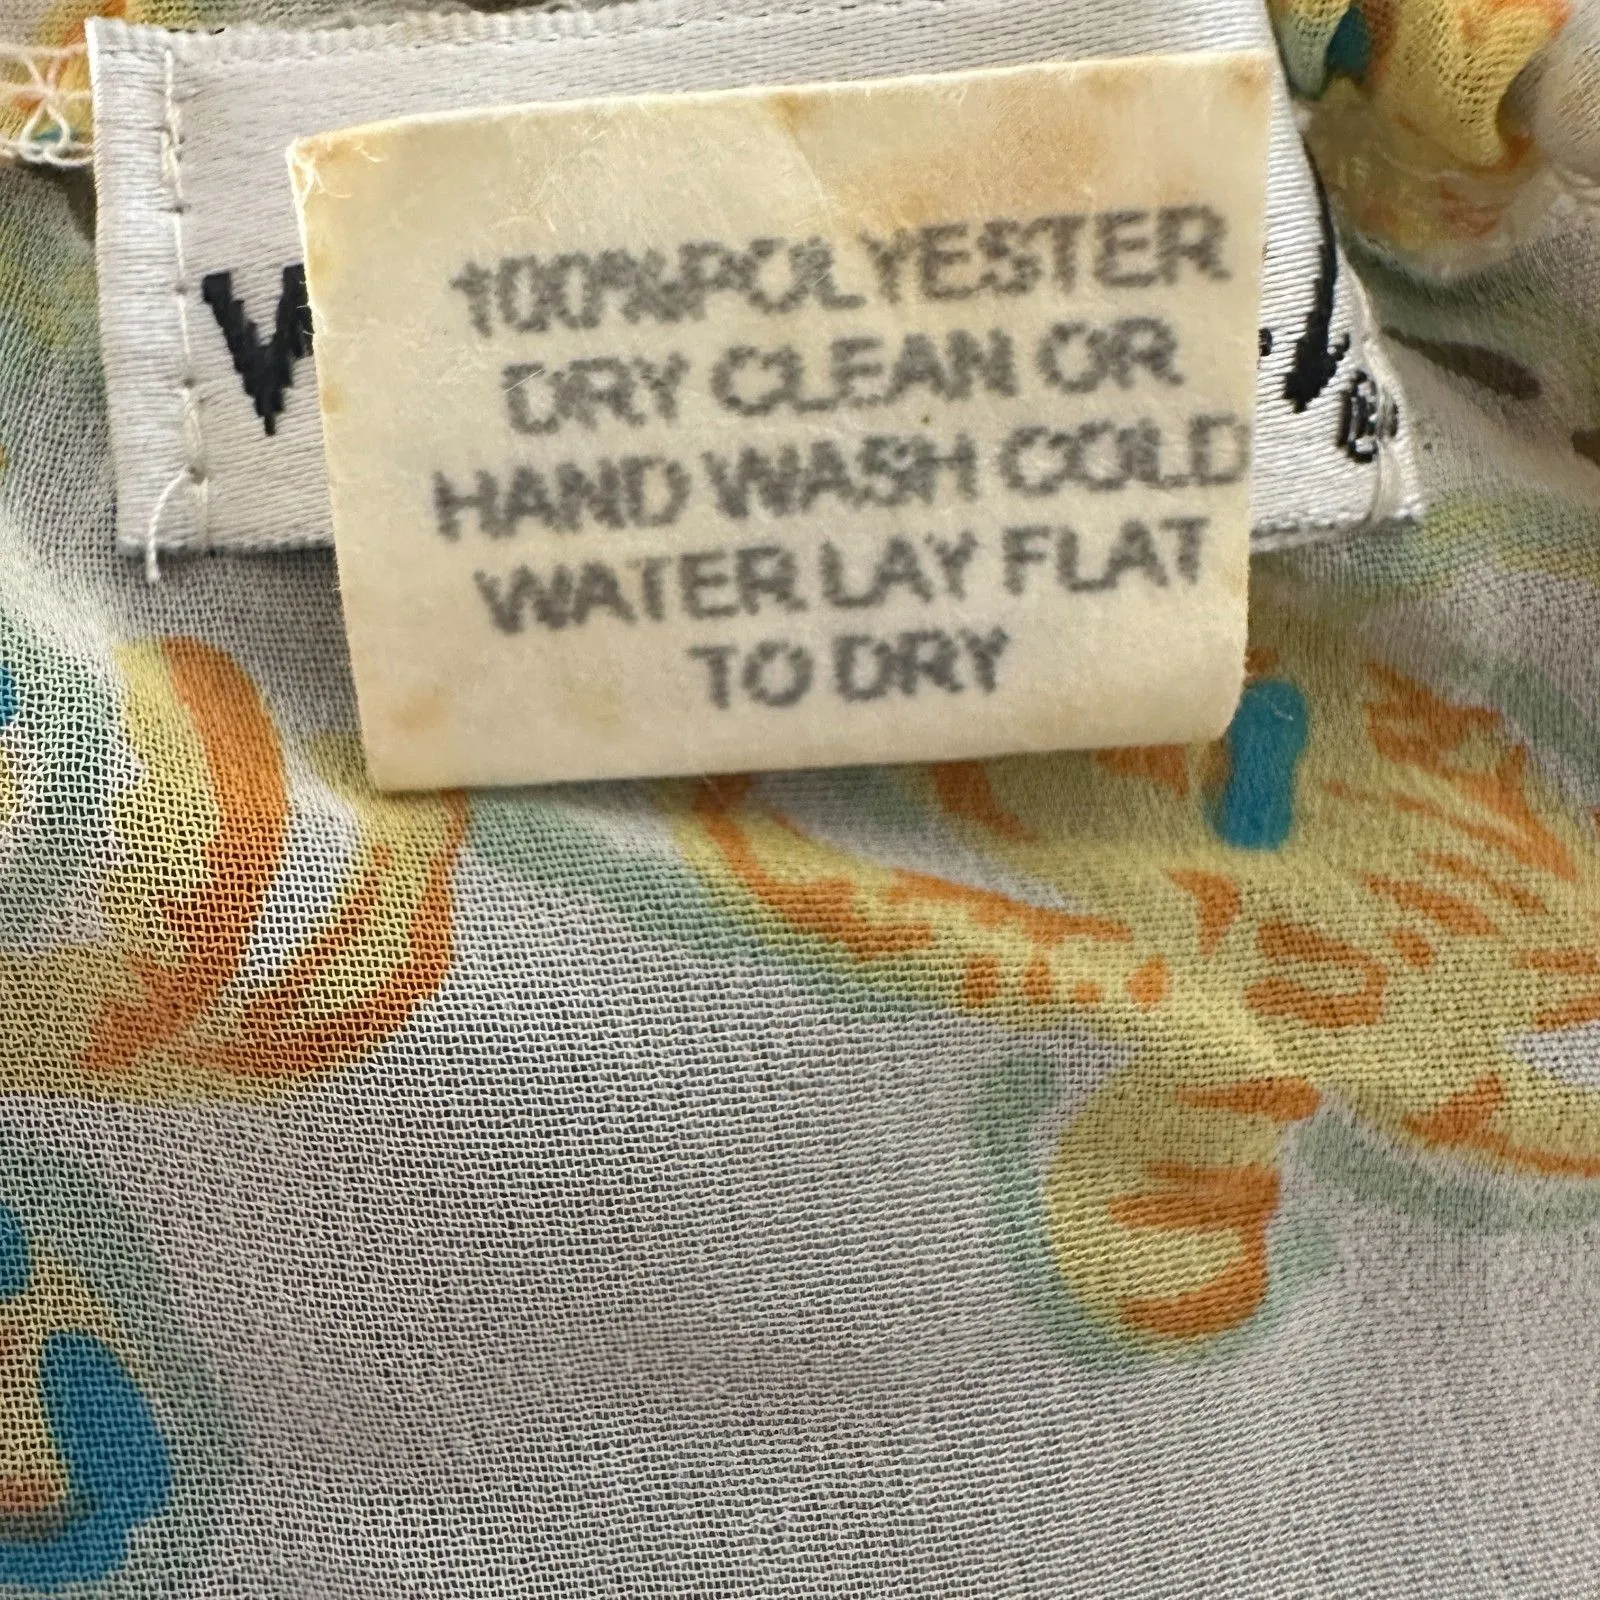 100%POLYESTER
DRY CLEAN OR
HAND WASH COLD
WATER LAY FLAT
TO DRY